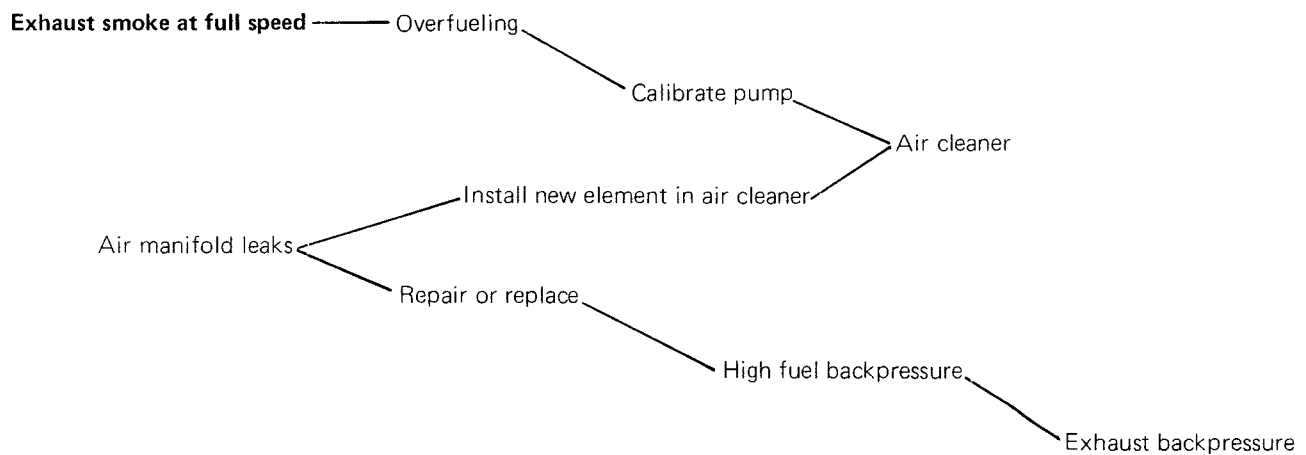 Exhaust smoke at full speed
Overfueling
Calibrate pump
Air cleaner
Install new element in air cleaner
Air manifold leaks
Repair or replace
High fuel backpressure
Exhaust backpressure